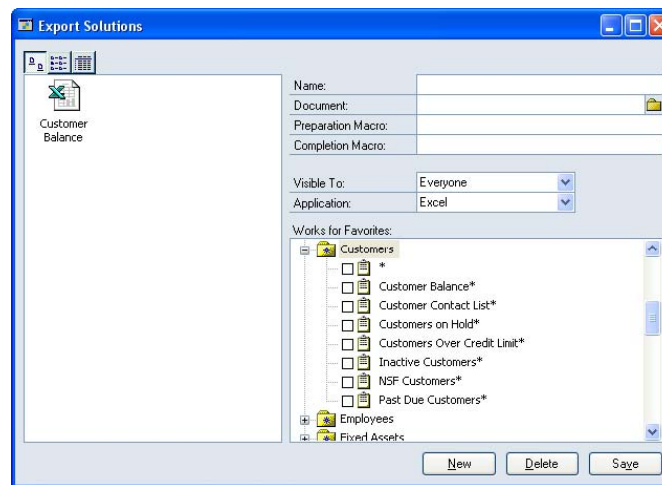 Export Solutions
Customer
Balance
Name:
Document:
Preparation Macro:
Completion Macro:
Visible To: Everyone
Application: Excel
Works for Favorites:
Customers
*
Customer Balance*
Customer Contact List*
Customers on Hold*
Customers Over Credit Limit*
Inactive Customers*
NSF Customers*
Past Due Customers*
Employees
Fixed Assets
New Delete Save